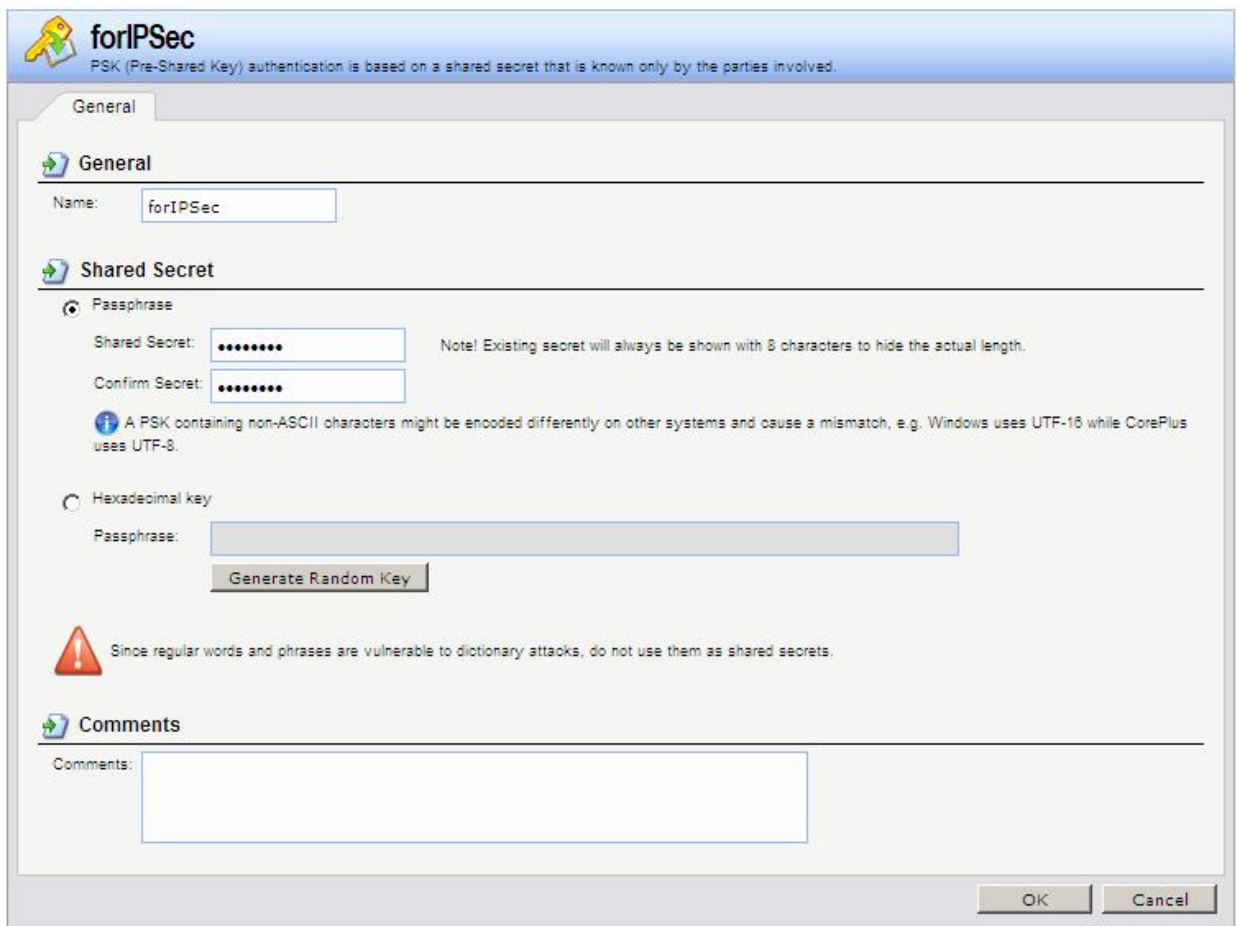 forIPSec
PSK (Pre-Shared Key) authentication is based on a shared secret that is known only by the parties involved.
General
General
Name:
forIPSec
Shared Secret
Passphrase
Shared Secret:
••••••••
Note! Existing secret will always be shown with 8 characters to hide the actual length.
Confirm Secret:
••••••••
A PSK containing non-ASCII characters might be encoded differently on other systems and cause a mismatch, e.g. Windows uses UTF-16 while CorePlus
uses UTF-8.
Hexadecimal key
Passphrase:
Generate Random Key
Since regular words and phrases are vulnerable to dictionary attacks, do not use them as shared secrets.
Comments
Comments:
OK
Cancel